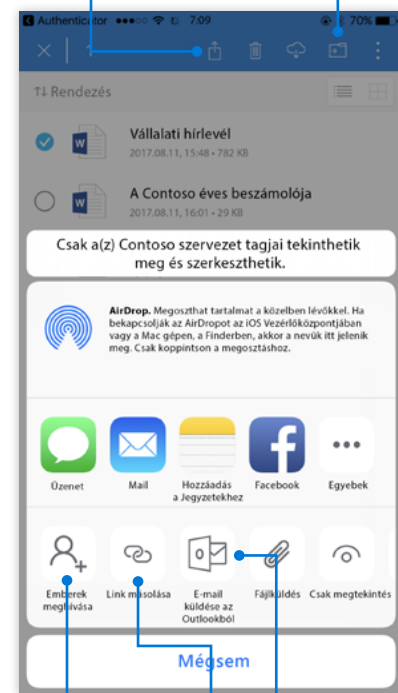 Authenticator 7:09 70%
1
Rendezés
Vállalati hírlevél
2017.08.11, 15:48 • 782 KB
A Contoso éves beszámolója
2017.08.11, 16:01 • 29 KB
Csak a(z) Contoso szervezet tagjai tekinthetik
meg és szerkeszthetik.
AirDrop. Megoszthat tartalmat a közelben lévőkkel. Ha
bekapcsolják az AirDropot az iOS Vezérlőközpontjában
vagy a Mac gépen, a Finderben, akkor a nevük itt jelenik
meg. Csak koppintson a megosztáshoz.
Üzenet Mail Hozzáadás Facebook Egyebek
a Jegyzetekhez
Emberek Link másolása E-mail Fájlküldés Csak megtekintés
meghívása küldése az
Outlookból
Mégsem